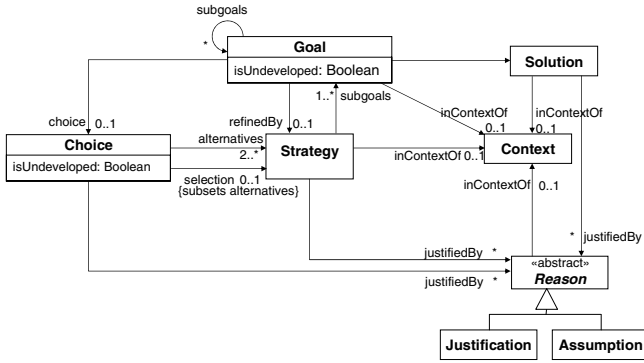 subgoals
*
Goal
isUndeveloped: Boolean
Solution
1..* subgoals
choice 0..1
refinedBy 0..1
inContextOf
0..1
inContextOf
0..1
Choice
isUndeveloped: Boolean
alternatives
2..*
selection 0..1
{subsets alternatives}
Strategy
inContextOf 0..1
Context
inContextOf 0..1
* justifiedBy
justifiedBy *
justifiedBy *
«abstract»
Reason
Justification
Assumption